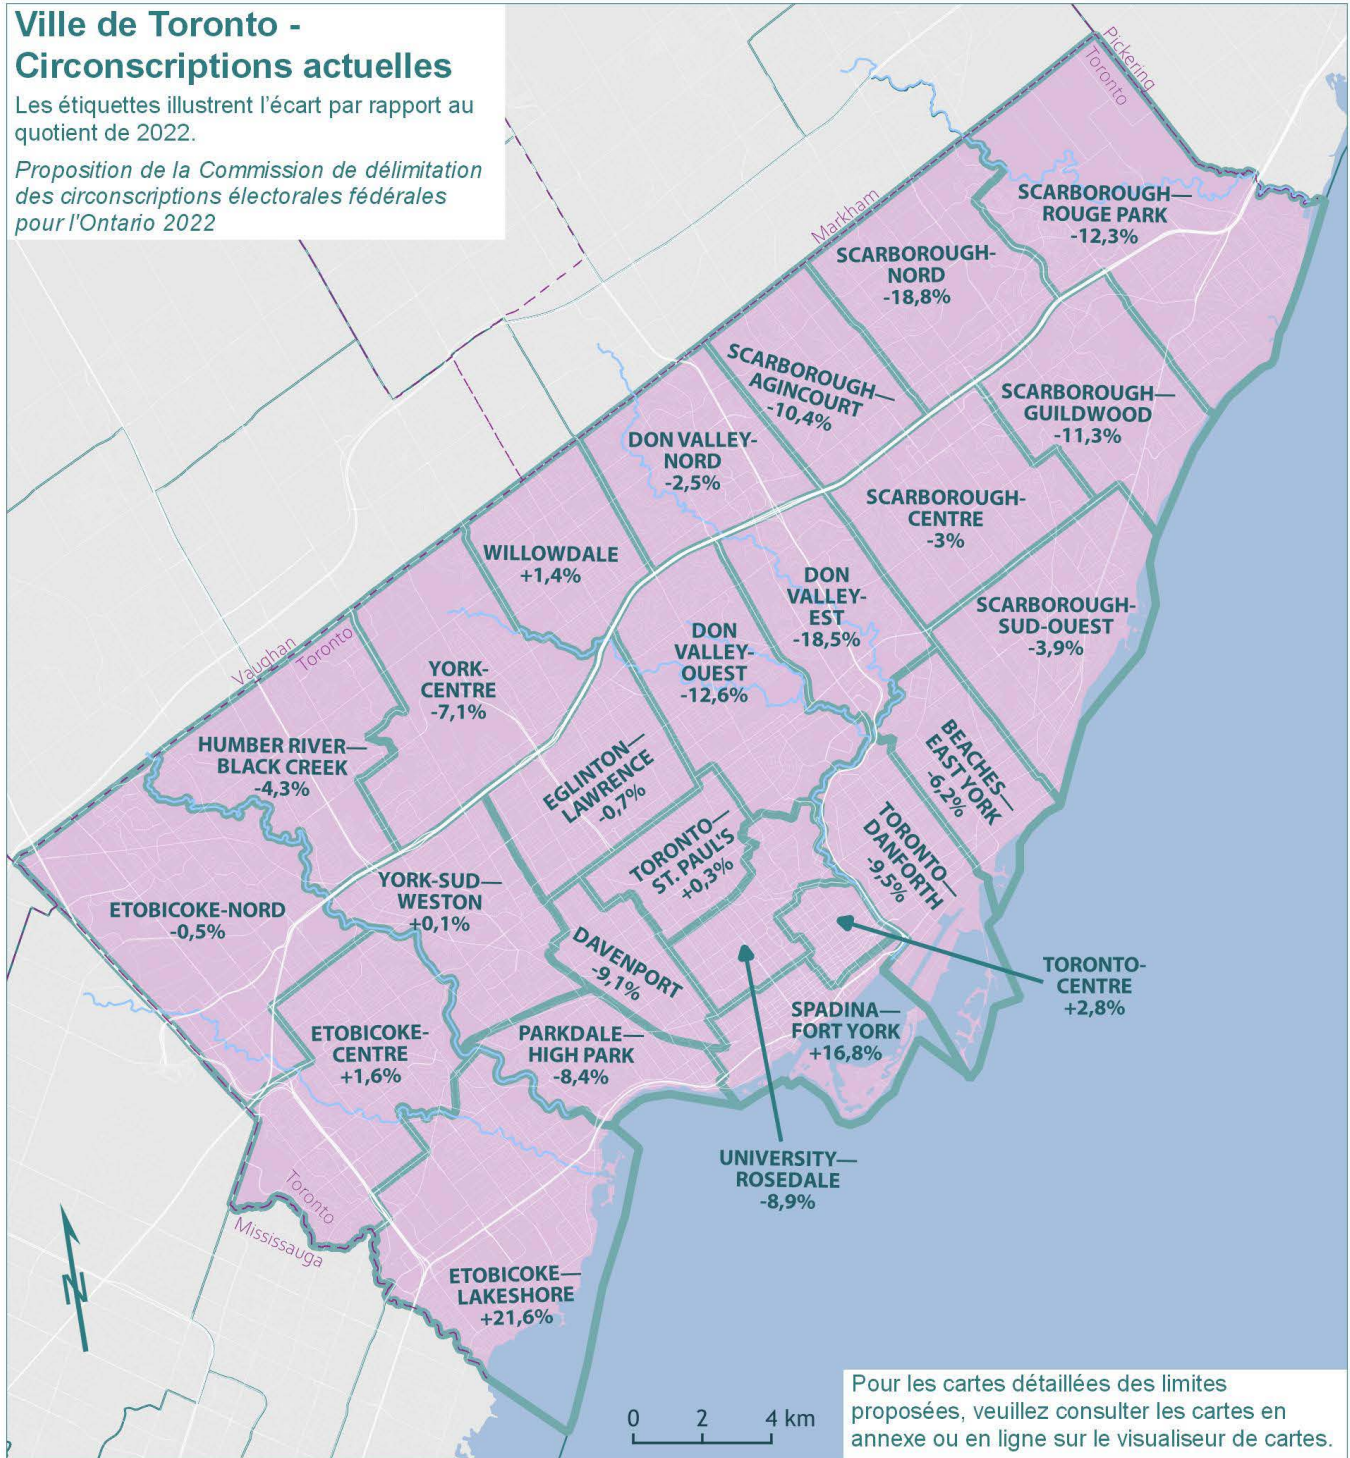 Ville de Toronto -
Circonscriptions actuelles
Les étiquettes illustrent l'écart par rapport au
quotient de 2022.
Proposition de la Commission de délimitation
des circonscriptions électorales fédérales
pour l'Ontario 2022
Pickering
Toronto
Markham
SCARBOROUGH—
ROUGE PARK
-12,3%
SCARBOROUGH-
NORD
-18,8%
SCARBOROUGH—
AGINCOURT
-10,4%
SCARBOROUGH—
GUILDWOOD
-11,3%
DON VALLEY-
NORD
-2,5%
SCARBOROUGH-
CENTRE
-3%
WILLOWDALE
+1,4%
DON
VALLEY-
EST
-18,5%
SCARBOROUGH-
SUD-OUEST
-3,9%
DON
VALLEY-
OUEST
-12,6%
Vaughan
Toronto
YORK-
CENTRE
-7,1%
HUMBER RIVER—
BLACK CREEK
-4,3%
EGLINTON—
LAWRENCE
-0,7%
BEACHES—
EAST YORK
-6,2%
TORONTO—
DANFORTH
-9,5%
TORONTO—
ST. PAUL'S
+0,3%
YORK-SUD—
WESTON
+0,1%
ETOBICOKE-NORD
-0,5%
DAVENPORT
-9,1%
TORONTO-
CENTRE
+2,8%
SPADINA—
FORT YORK
+16,8%
ETOBICOKE-
CENTRE
+1,6%
PARKDALE—
HIGH PARK
-8,4%
UNIVERSITY—
ROSEDALE
-8,9%
Toronto
Mississauga
ETOBICOKE—
LAKESHORE
+21,6%
N
0 2 4 km
Pour les cartes détaillées des limites
proposées, veuillez consulter les cartes en
annexe ou en ligne sur le visualiseur de cartes.